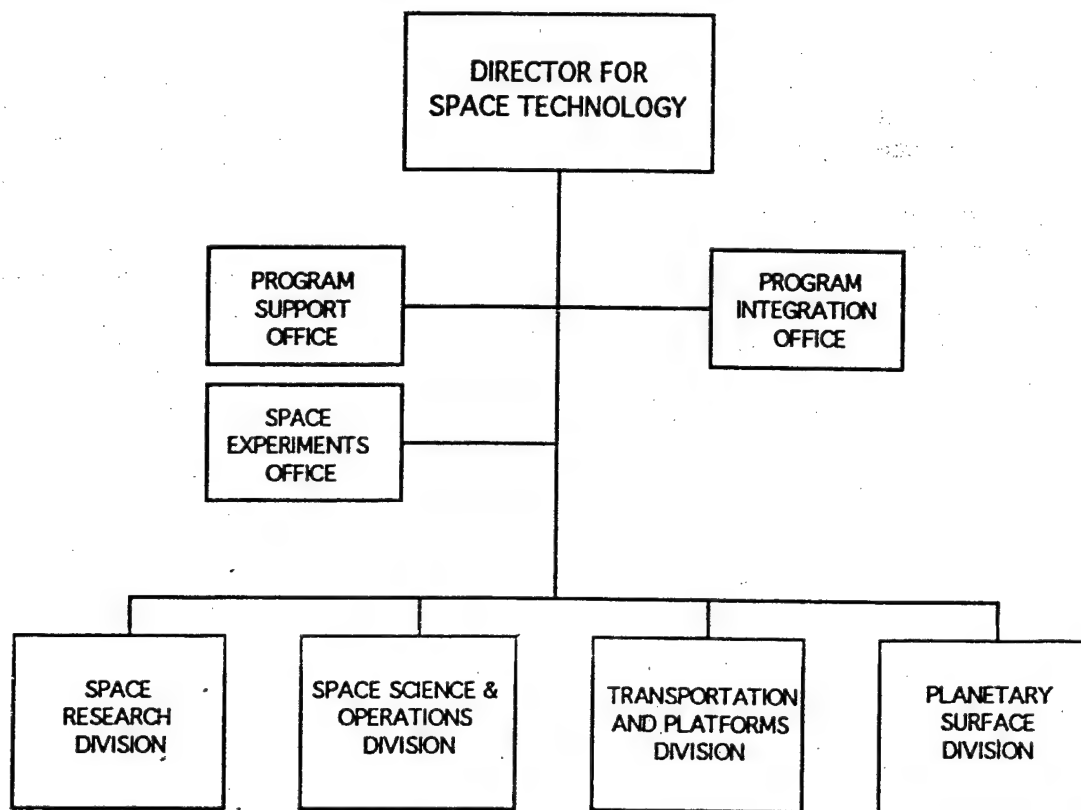 DIRECTOR FOR
SPACE TECHNOLOGY
PROGRAM
SUPPORT
OFFICE
PROGRAM
INTEGRATION
OFFICE
SPACE
EXPERIMENTS
OFFICE
SPACE
RESEARCH
DIVISION
SPACE SCIENCE &
OPERATIONS
DIVISION
TRANSPORTATION
AND PLATFORMS
DIVISION
PLANETARY
SURFACE
DIVISION